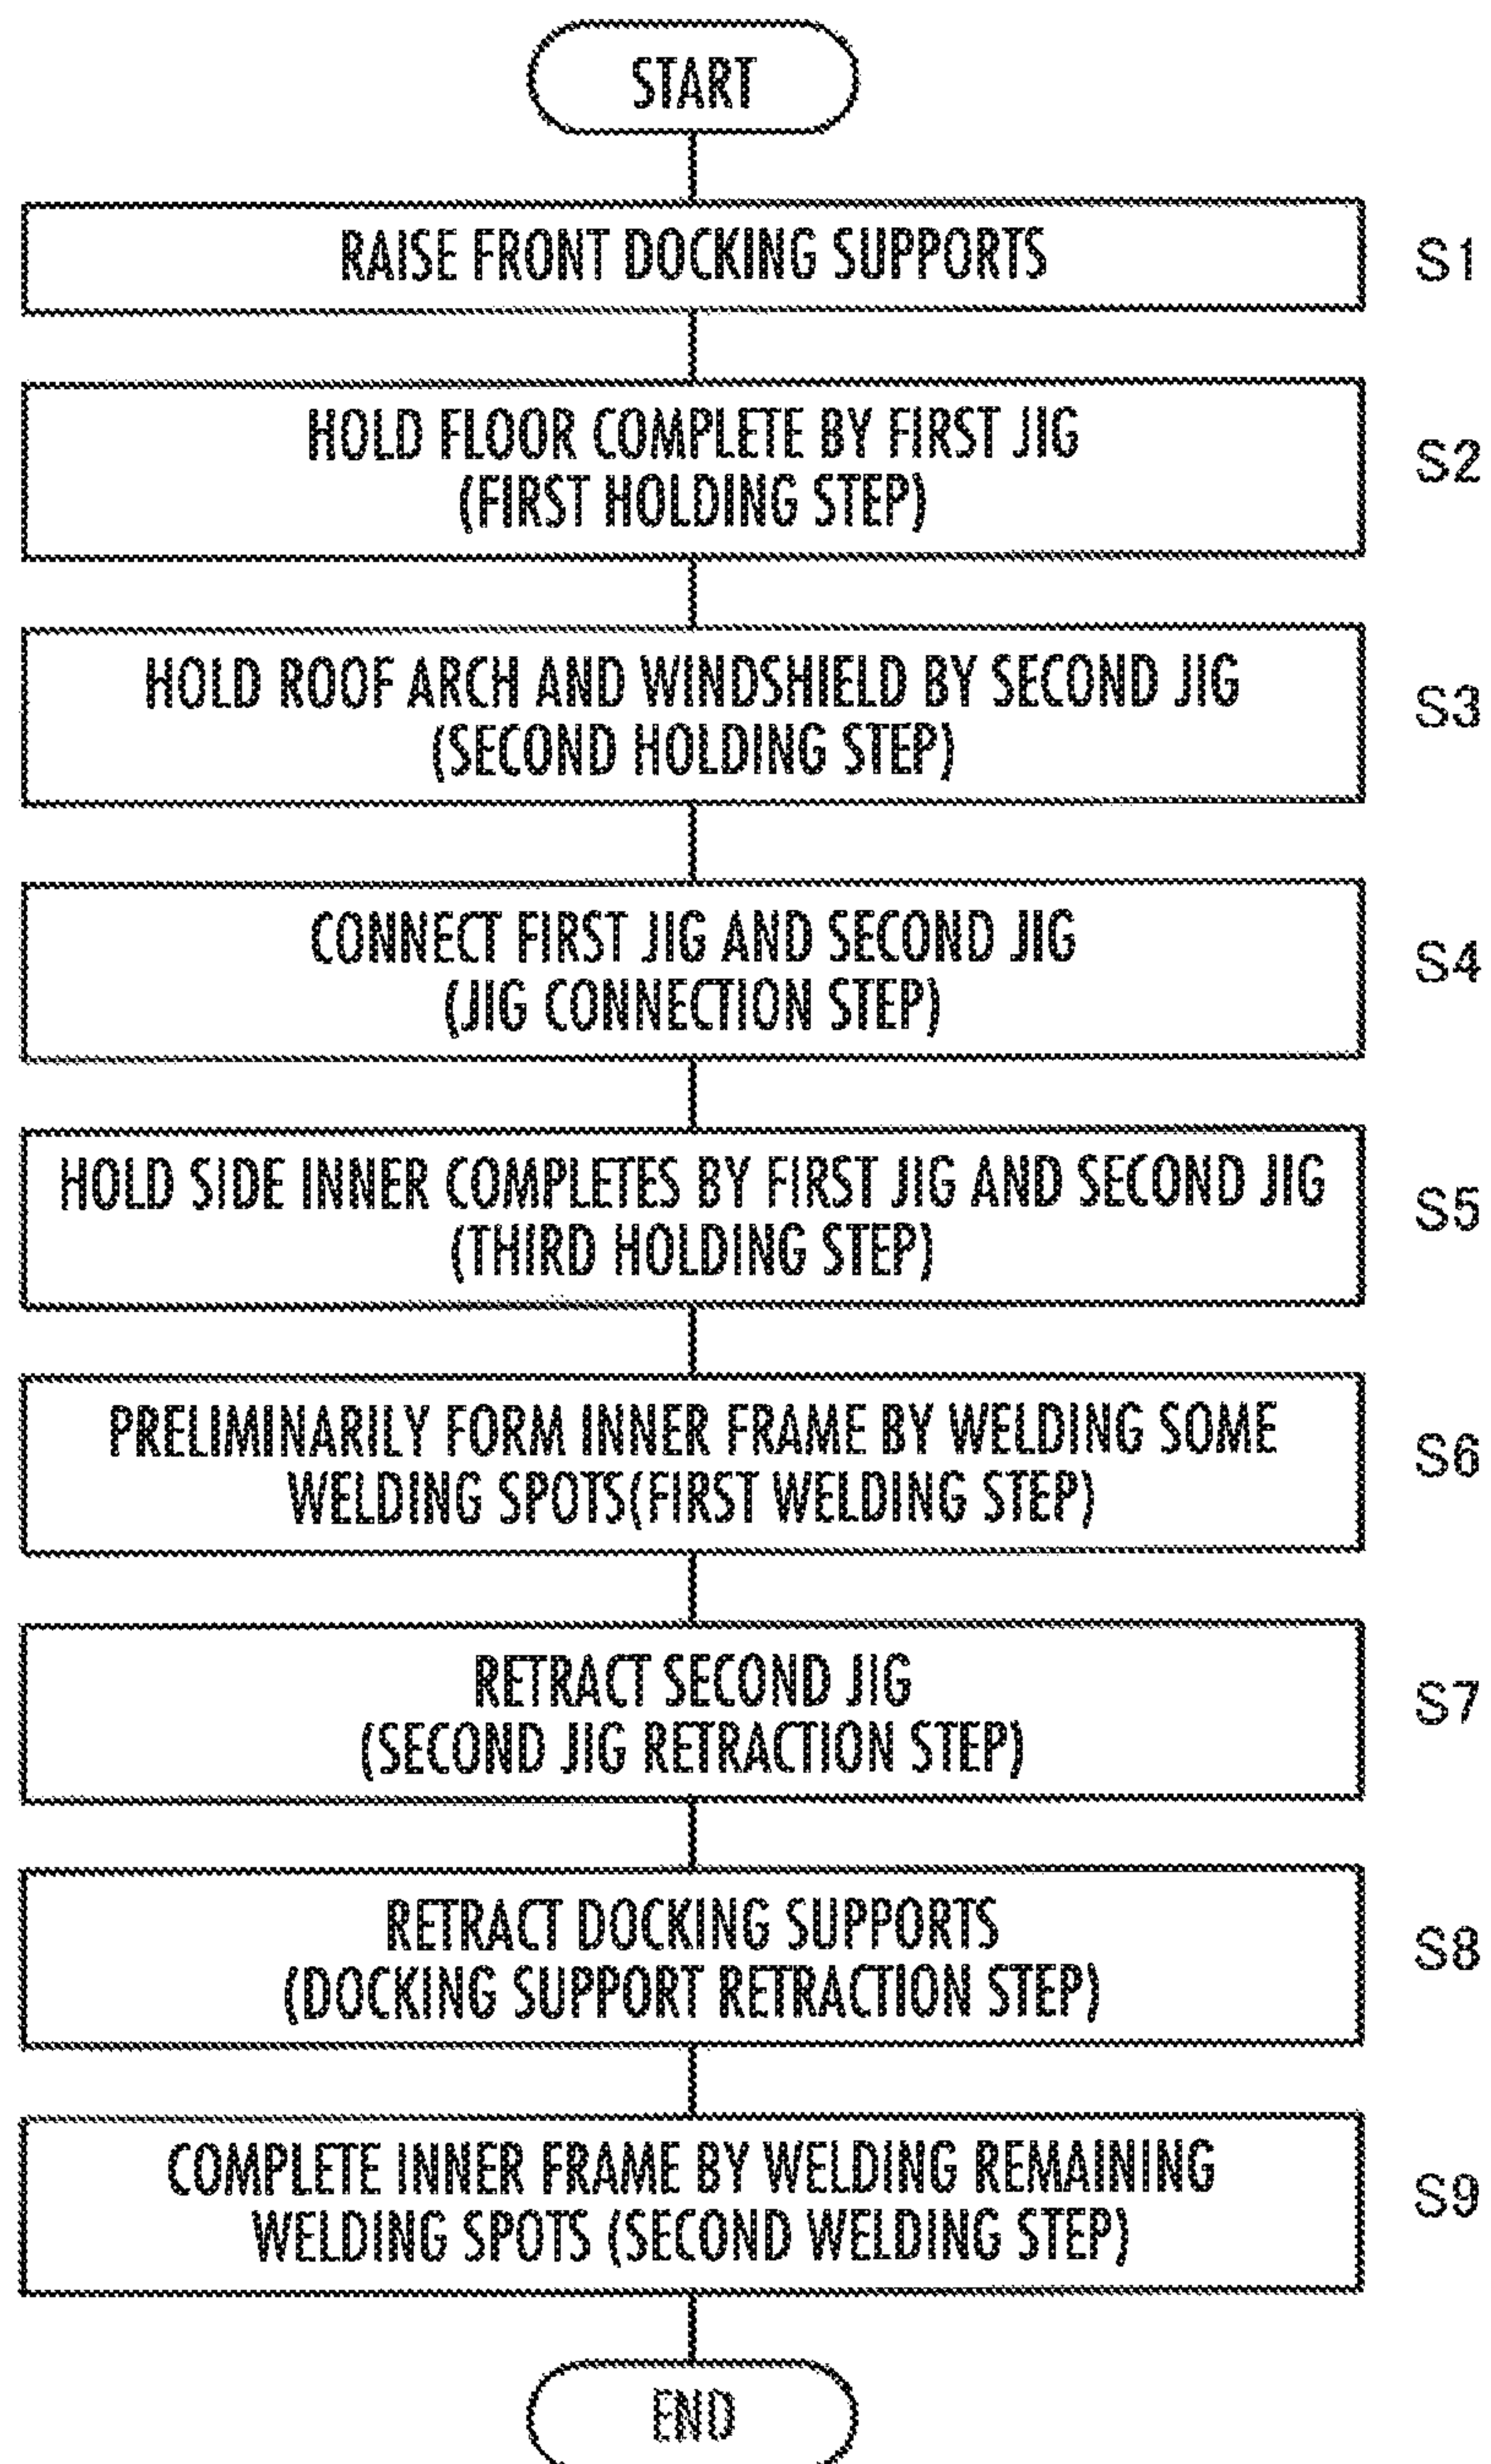 START
RAISE FRONT DOCKING SUPPORTS
S1
HOLD FLOOR COMPLETE BY FIRST JIG
(FIRST HOLDING STEP)
S2
HOLD ROOF ARCH AND WINDSHIELD BY SECOND JIG
(SECOND HOLDING STEP)
S3
CONNECT FIRST JIG AND SECOND JIG
(JIG CONNECTION STEP)
S4
HOLD SIDE INNER COMPLETES BY FIRST JIG AND SECOND JIG
(THIRD HOLDING STEP)
S5
PRELIMINARILY FORM INNER FRAME BY WELDING SOME
WELDING SPOTS(FIRST WELDING STEP)
S6
RETRACT SECOND JIG
(SECOND JIG RETRACTION STEP)
S7
RETRACT DOCKING SUPPORTS
(DOCKING SUPPORT RETRACTION STEP)
S8
COMPLETE INNER FRAME BY WELDING REMAINING
WELDING SPOTS (SECOND WELDING STEP)
S9
END